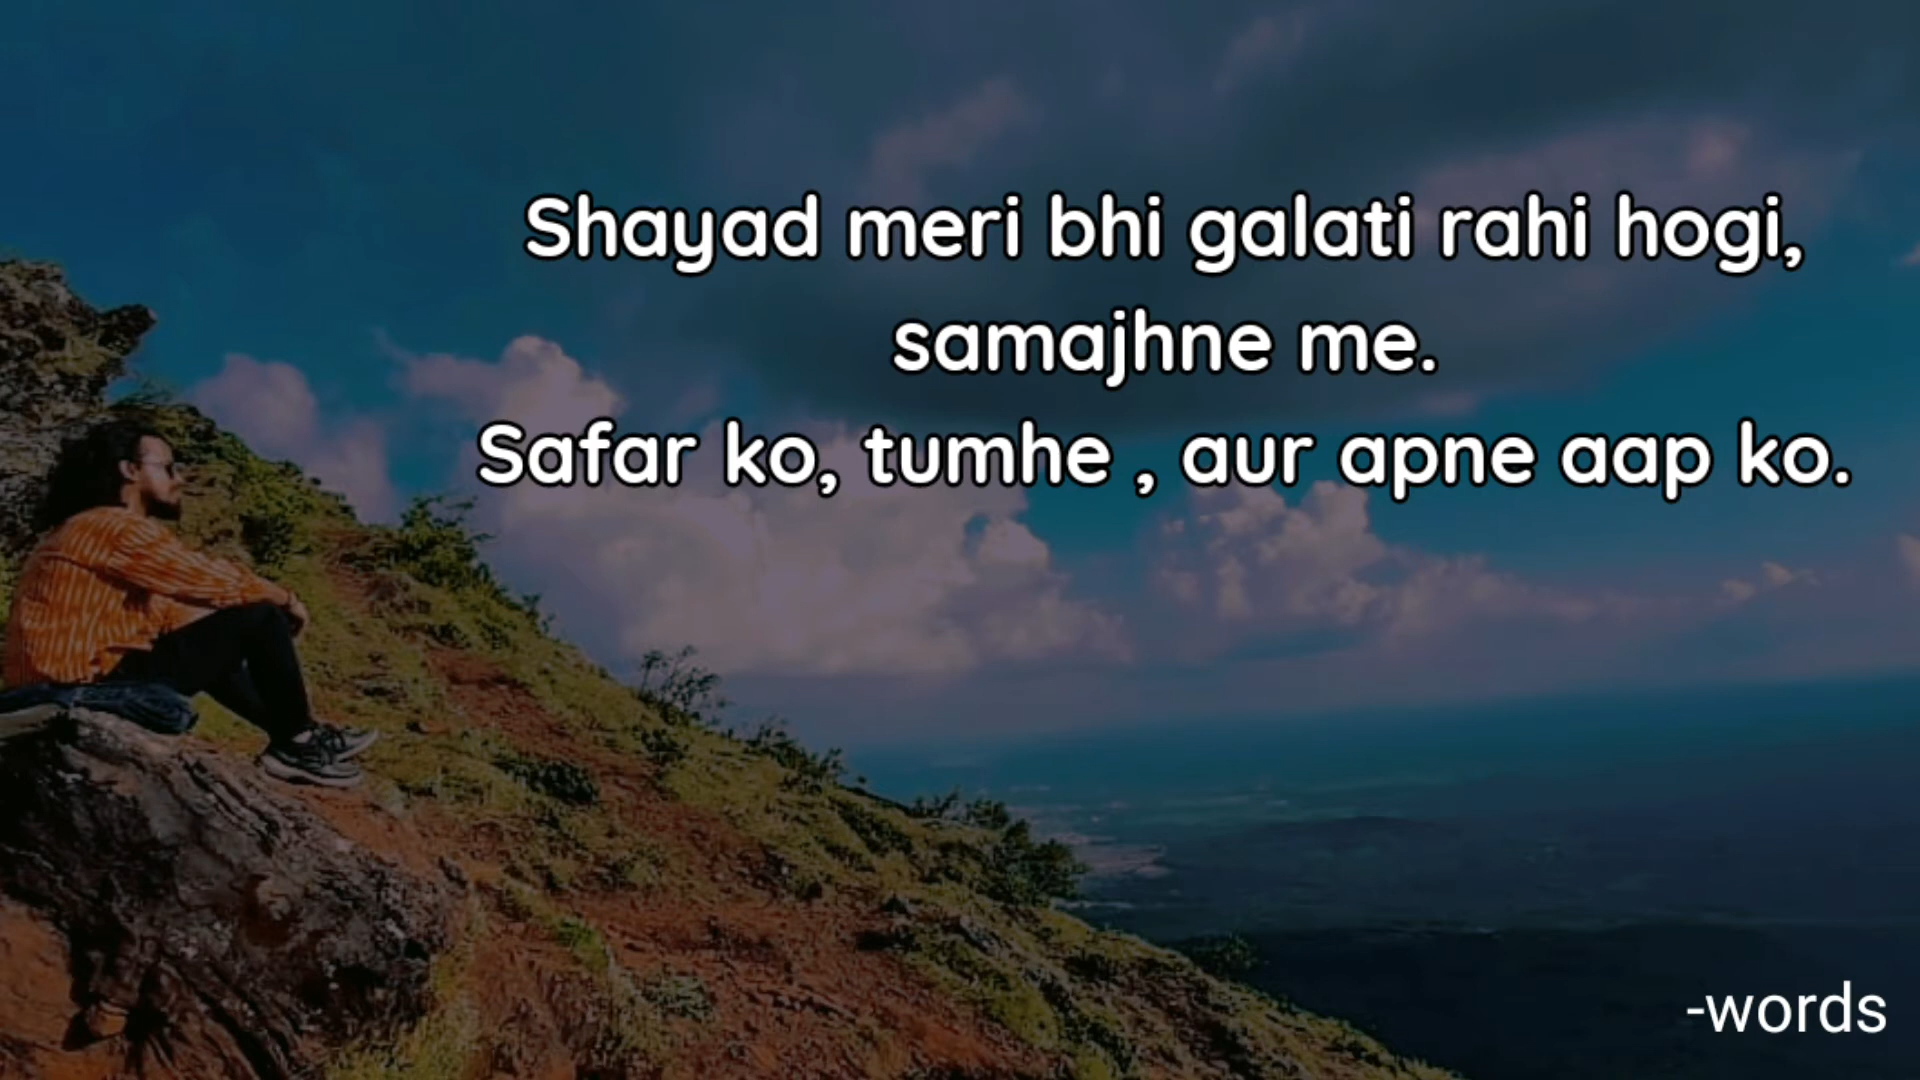 Shayad meri bhi galati rahi hogi,
samajhne me.
Safar ko, tumhe , aur apne aap ko.
-words